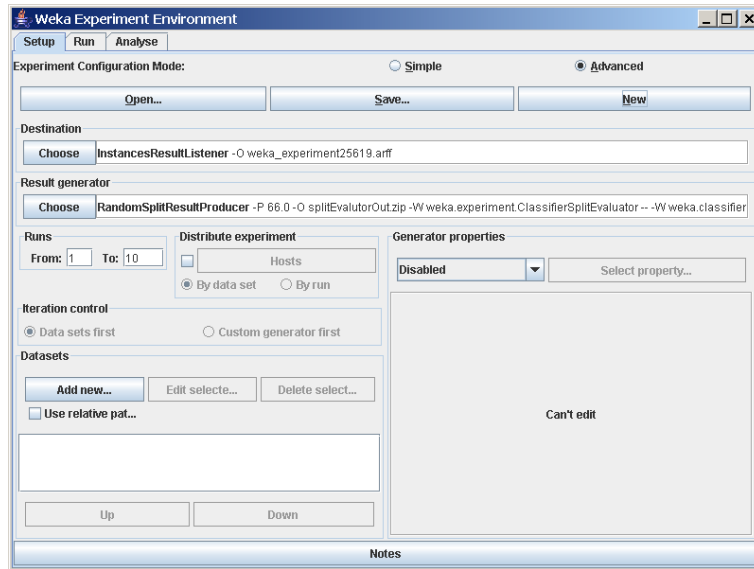 Weka Experiment Environment
Setup Run Analyse
Experiment Configuration Mode: Simple Advanced
Open... Save... New
Destination
Choose InstancesResultListener -O weka_experiment25619.arff
Result generator
Choose RandomSplitResultProducer -P 66.0 -O splitEvalutorOut.zip -W weka.experiment.ClassifierSplitEvaluator -- -W weka.classifier
Runs Distribute experiment Generator properties
From: 1 To: 10 Hosts Disabled Select property...
By data set By run
Iteration control
Data sets first Custom generator first
Datasets
Add new... Edit selecte... Delete select...
Use relative pat... Can't edit
Up Down
Notes